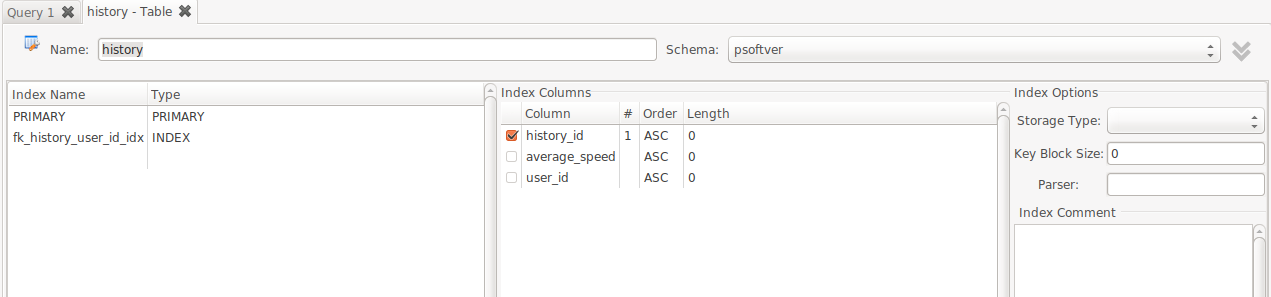 Query 1 history - Table
Name: history Schema: psoftver
Index Name Type
PRIMARY PRIMARY
fk_history_user_id_idx INDEX
Index Columns
Column # Order Length
history_id 1 ASC 0
average_speed ASC 0
user_id ASC 0
Index Options
Storage Type:
Key Block Size: 0
Parser:
Index Comment